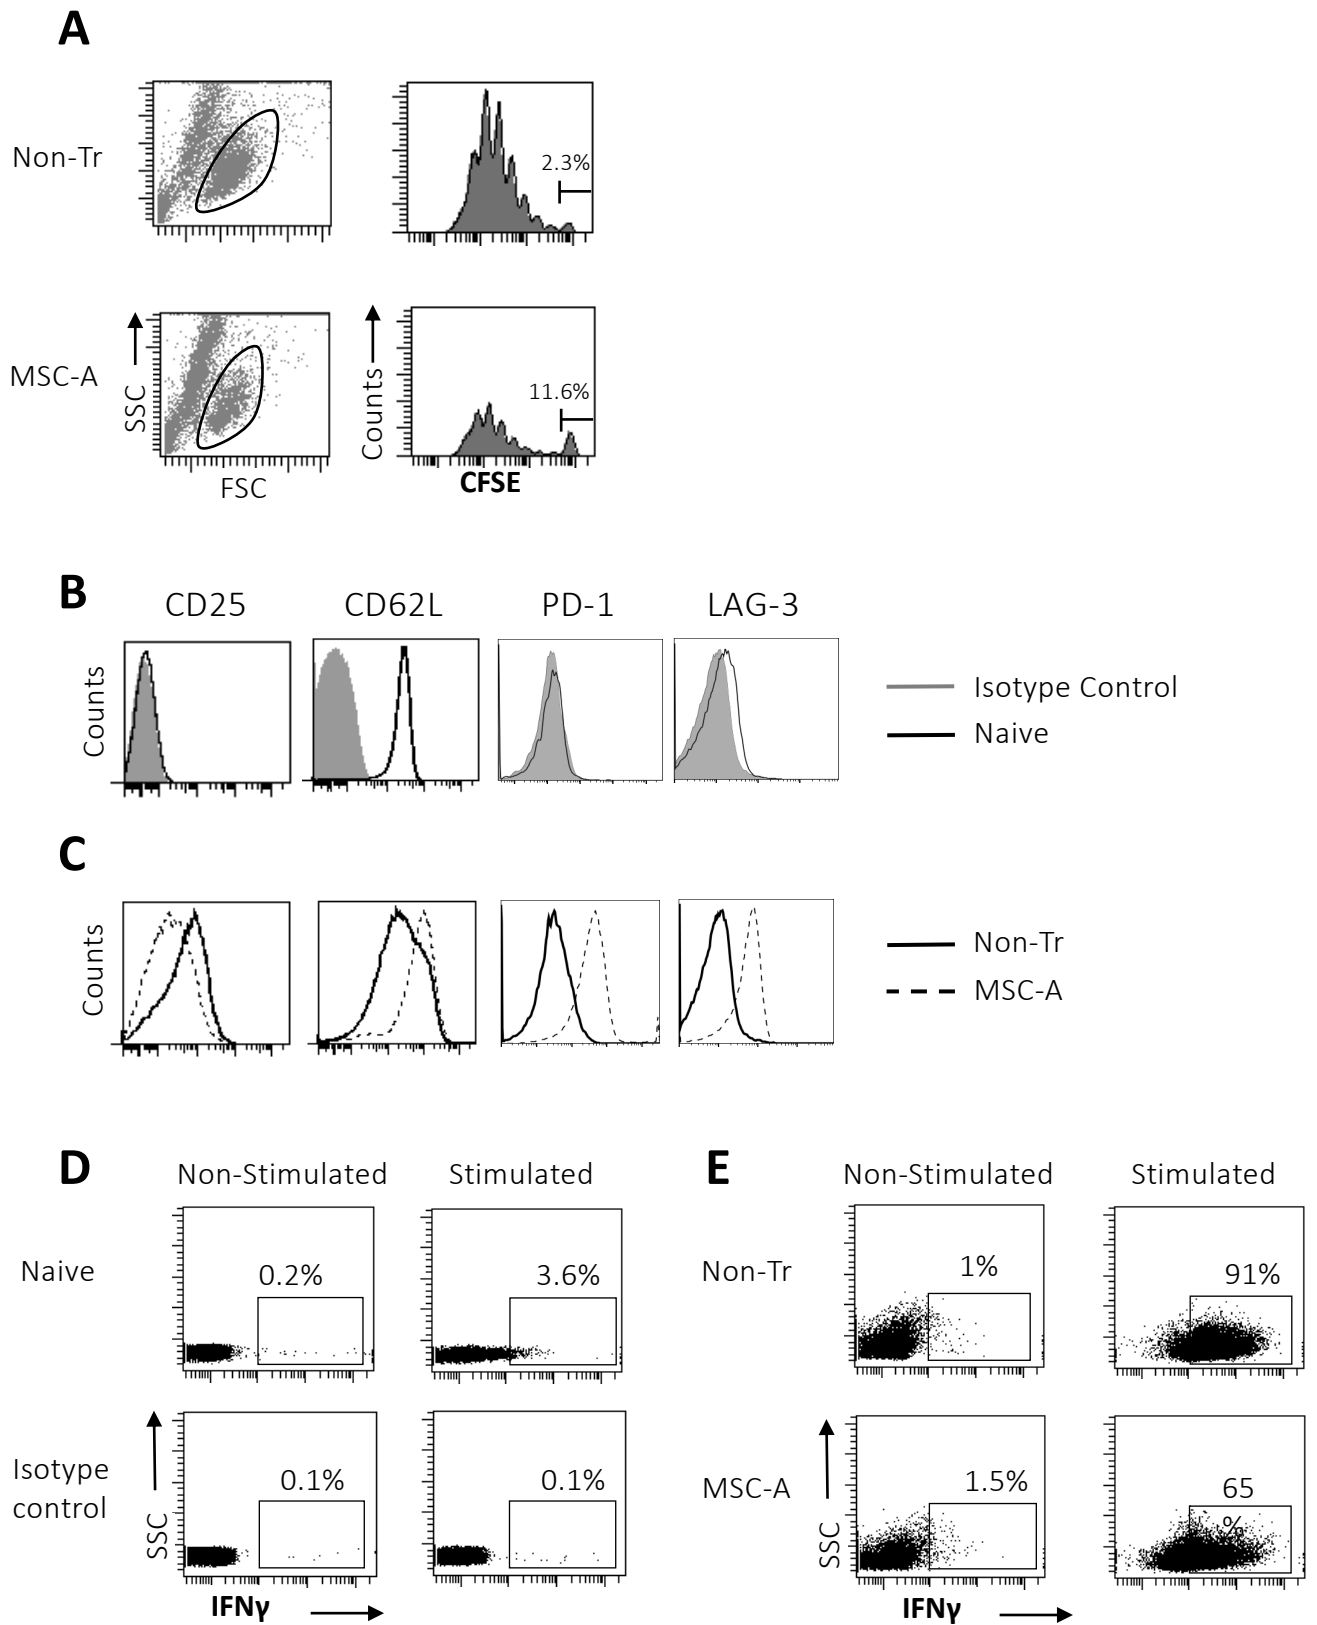 A
Non-Tr
2.3%
MSC-A
SSC
FSC
Counts
11.6%
CFSE
B
CD25 CD62L PD-1 LAG-3
Counts
Isotype Control
Naive
C
Counts
Non-Tr
MSC-A
D
Non-Stimulated Stimulated
Naive
0.2% 3.6%
Isotype
control
0.1% 0.1%
SSC
IFNγ
E
Non-Stimulated Stimulated
Non-Tr
1% 91%
MSC-A
1.5% 65
%
SSC
IFNγ